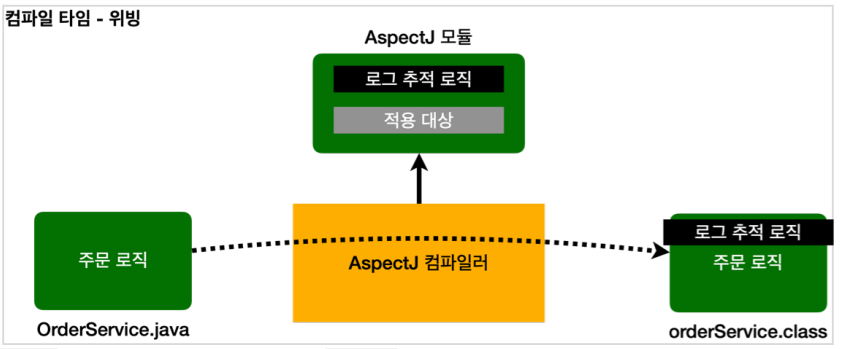 컴파일 타임 - 위빙
AspectJ 모듈
로그 추적 로직
적용 대상
주문 로직
AspectJ 컴파일러
로그 추적 로직
주문 로직
OrderService.java
orderService.class